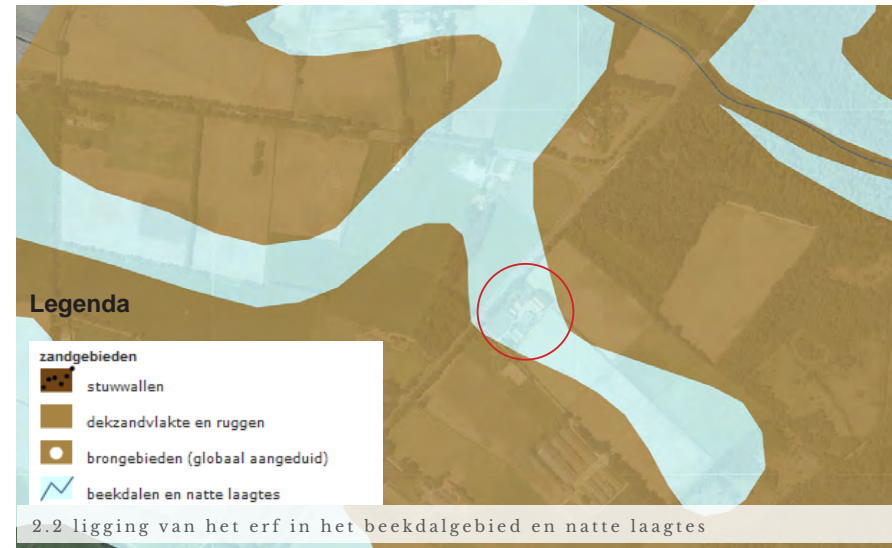 Legenda
zandgebieden
stuwwallen
dekzandvlakte en ruggen
brongebieden (globaal aangeduid)
beekdalen en natte laagtes
2.2 ligging van het erf in het beekdalgebied en natte laagtes